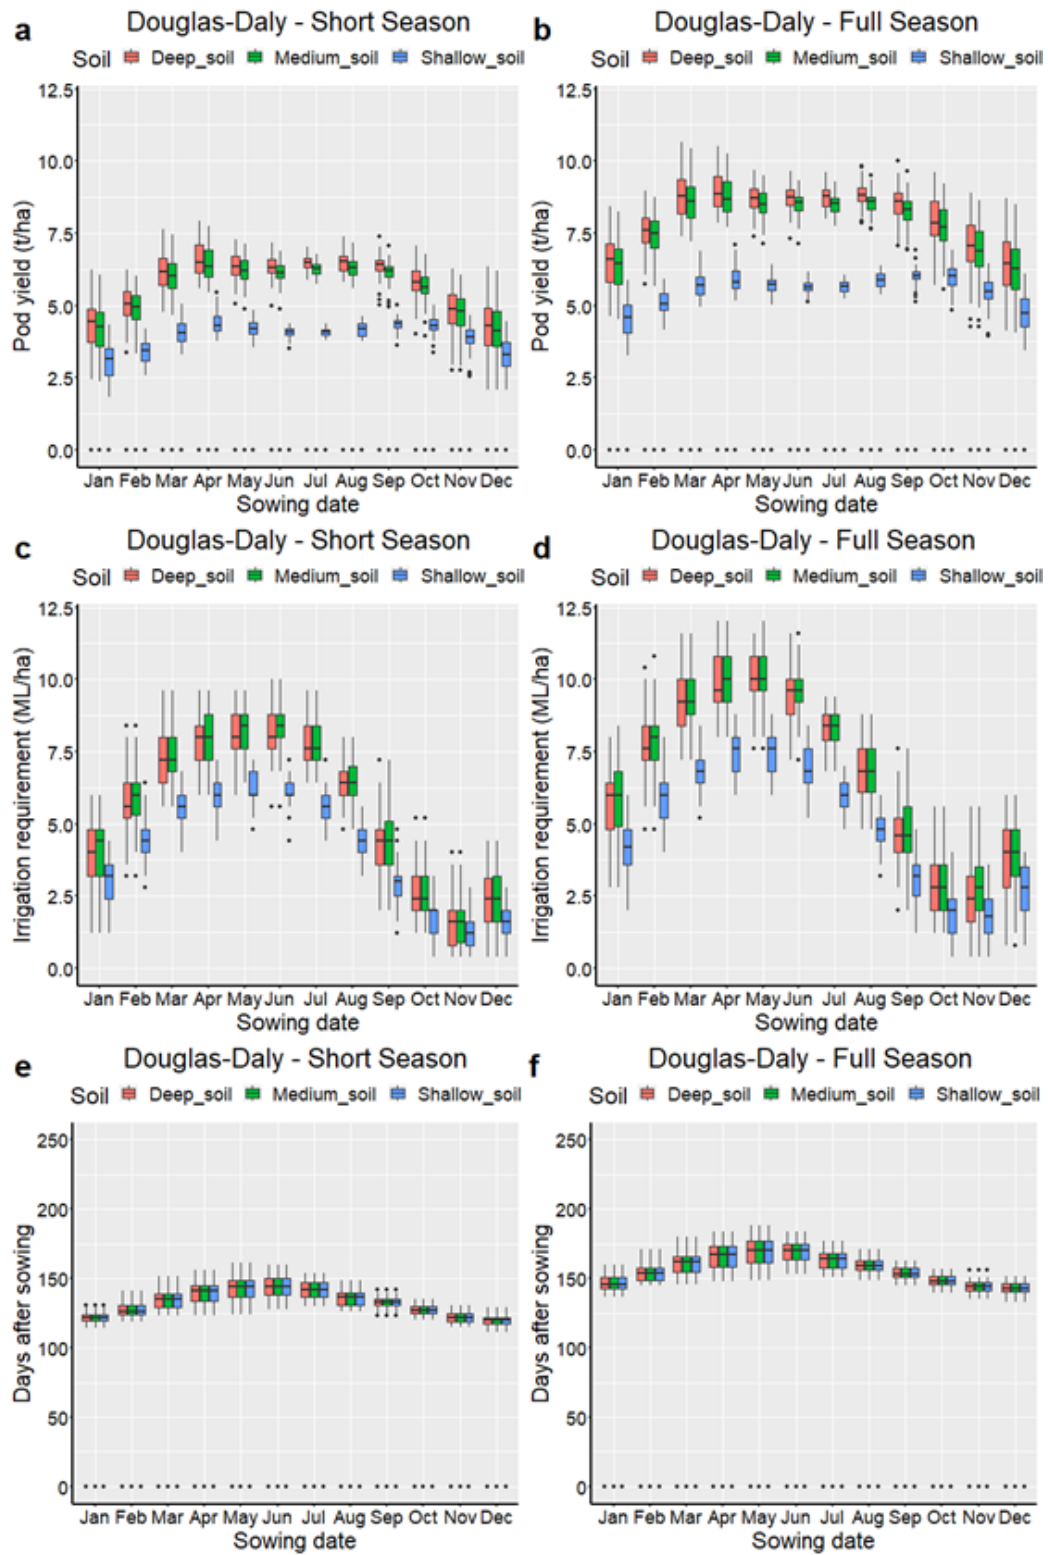 a Douglas-Daly - Short Season
Soil Deep_soil Medium_soil Shallow_soil
12.5
10.0
7.5
5.0
2.5
0.0
Pod yield (t/ha)
Jan Feb Mar Apr May Jun Jul Aug Sep Oct Nov Dec
Sowing date
b Douglas-Daly - Full Season
Soil Deep_soil Medium_soil Shallow_soil
12.5
10.0
7.5
5.0
2.5
0.0
Pod yield (t/ha)
Jan Feb Mar Apr May Jun Jul Aug Sep Oct Nov Dec
Sowing date
c Douglas-Daly - Short Season
Soil Deep_soil Medium_soil Shallow_soil
12.5
10.0
7.5
5.0
2.5
0.0
Irrigation requirement (ML/ha)
Jan Feb Mar Apr May Jun Jul Aug Sep Oct Nov Dec
Sowing date
d Douglas-Daly - Full Season
Soil Deep_soil Medium_soil Shallow_soil
12.5
10.0
7.5
5.0
2.5
0.0
Irrigation requirement (ML/ha)
Jan Feb Mar Apr May Jun Jul Aug Sep Oct Nov Dec
Sowing date
e Douglas-Daly - Short Season
Soil Deep_soil Medium_soil Shallow_soil
250
200
150
100
50
0
Days after sowing
Jan Feb Mar Apr May Jun Jul Aug Sep Oct Nov Dec
Sowing date
f Douglas-Daly - Full Season
Soil Deep_soil Medium_soil Shallow_soil
250
200
150
100
50
0
Days after sowing
Jan Feb Mar Apr May Jun Jul Aug Sep Oct Nov Dec
Sowing date